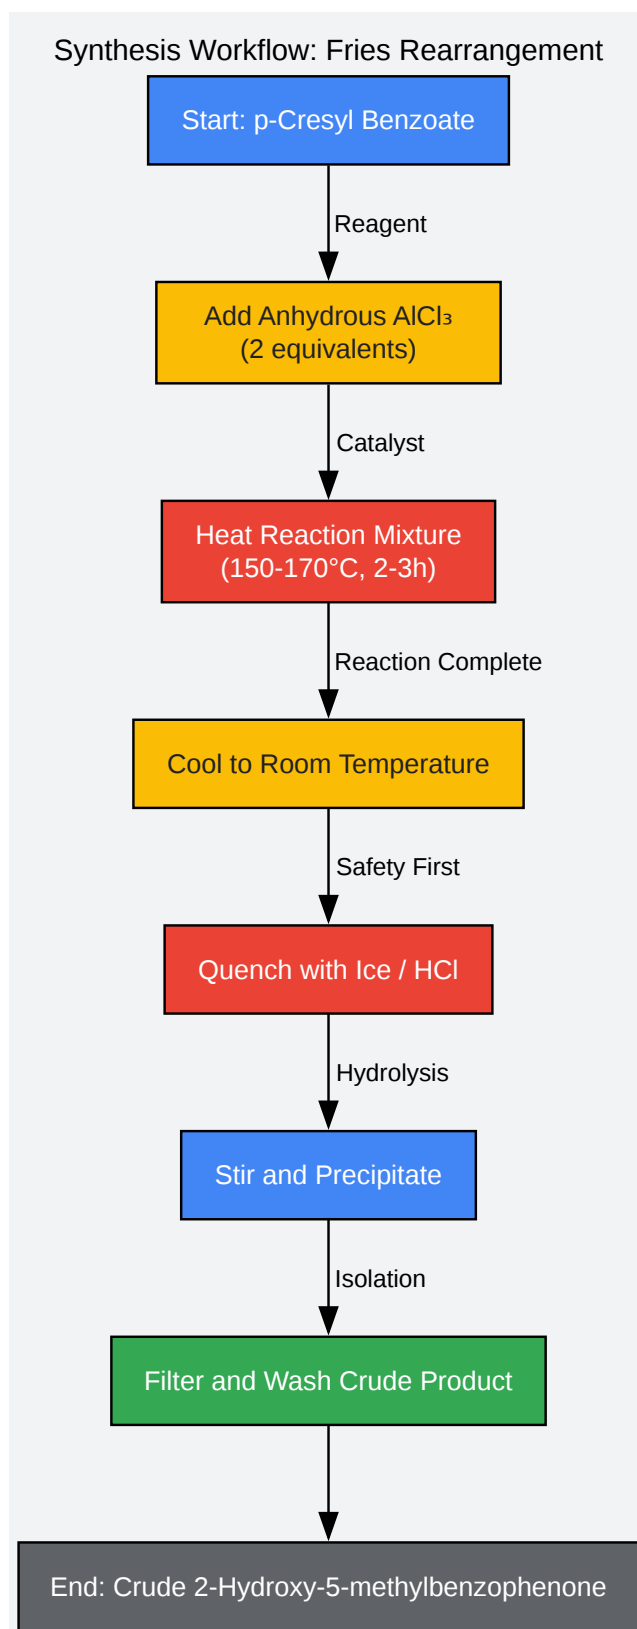 Synthesis Workflow: Fries Rearrangement
Start: p-Cresyl Benzoate
Reagent
Add Anhydrous AlCl₃
(2 equivalents)
Catalyst
Heat Reaction Mixture
(150-170°C, 2-3h)
Reaction Complete
Cool to Room Temperature
Safety First
Quench with Ice / HCl
Hydrolysis
Stir and Precipitate
Isolation
Filter and Wash Crude Product
End: Crude 2-Hydroxy-5-methylbenzophenone